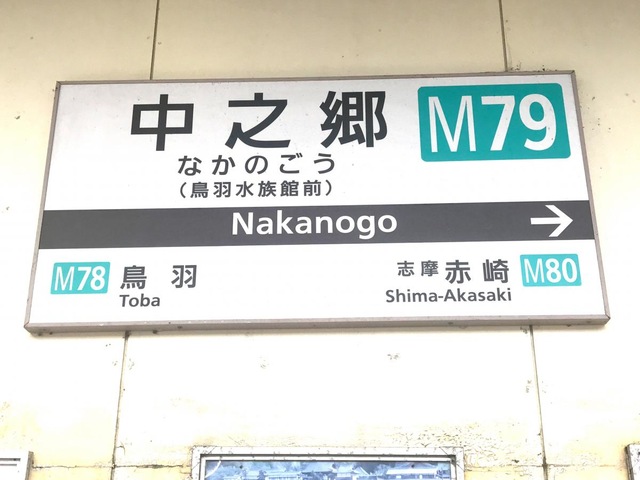 中之郷 M79
なかのごう
(鳥羽水族館前)
Nakanogo →
M78 鳥羽 志摩赤崎 M80
Toba Shima-Akasaki